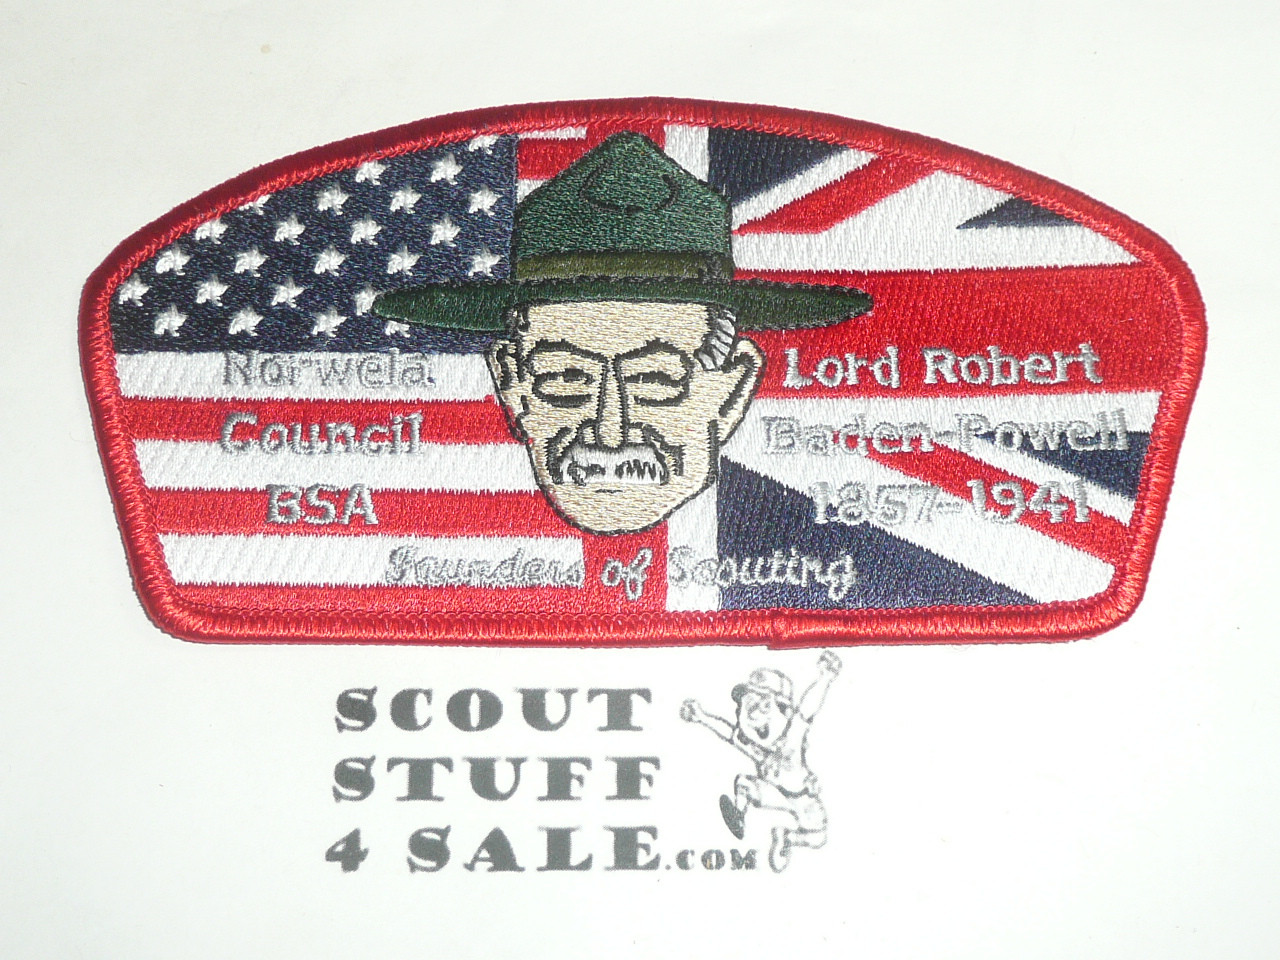 Norwela
Council
BSA
Lord Robert
Baden-Powell
1857-1941
Founders of Scouting
SCOUT
STUFF
4 SALE.COM